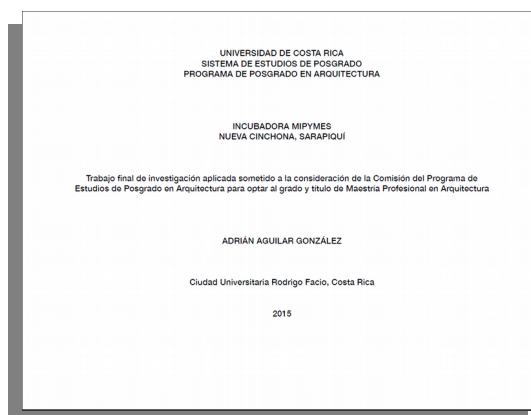 UNIVERSIDAD DE COSTA RICA
SISTEMA DE ESTUDIOS DE POSGRADO
PROGRAMA DE POSGRADO EN ARQUITECTURA
INCUBADORA MIPYMES
NUEVA CINCHONA, SARAPIQUÍ
Trabajo final de investigación aplicada sometido a la consideración de la Comisión del Programa de
Estudios de Posgrado en Arquitectura para optar al grado y título de Maestría Profesional en Arquitectura
ADRIÁN AGUILAR GONZÁLEZ
Ciudad Universitaria Rodrigo Facio, Costa Rica
2015